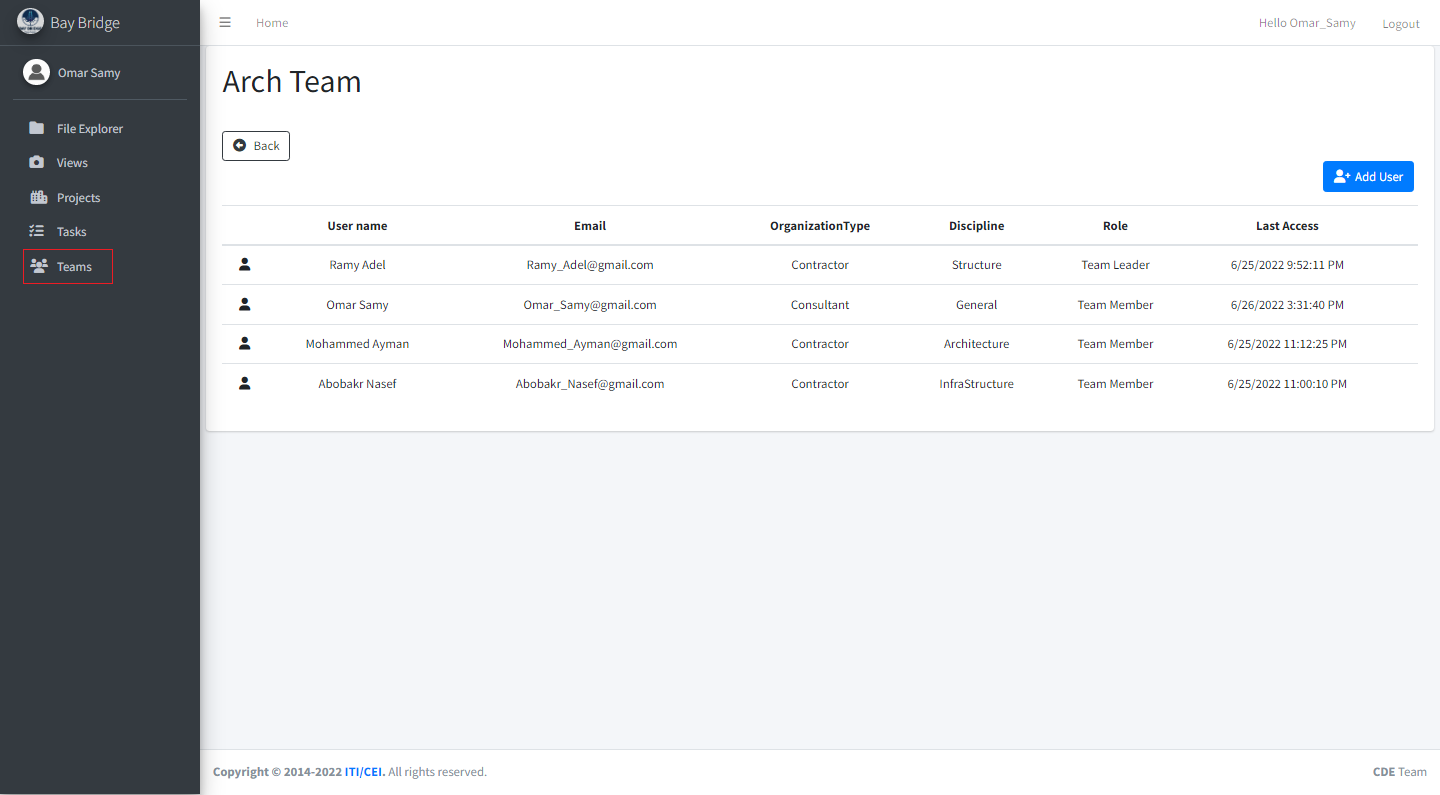 Bay Bridge
Home
Hello Omar_Samy
Logout
Omar Samy
File Explorer
Views
Projects
Tasks
Teams
Arch Team
Back
Add User
User name Email OrganizationType Discipline Role Last Access
Ramy Adel Ramy_Adel@gmail.com Contractor Structure Team Leader 6/25/2022 9:52:11 PM
Omar Samy Omar_Samy@gmail.com Consultant General Team Member 6/26/2022 3:31:40 PM
Mohammed Ayman Mohammed_Ayman@gmail.com Contractor Architecture Team Member 6/25/2022 11:12:25 PM
Abobakr Nasef Abobakr_Nasef@gmail.com Contractor InfraStructure Team Member 6/25/2022 11:00:10 PM
Copyright © 2014-2022 ITI/CEI. All rights reserved.
CDE Team